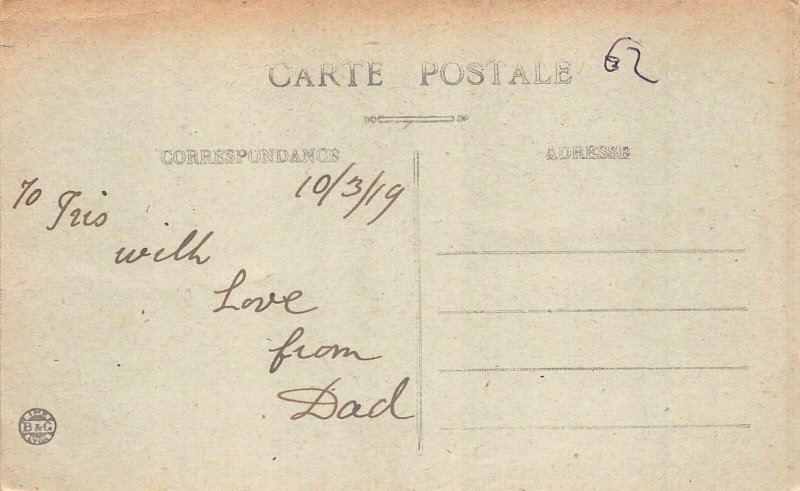 CARTE POSTALE
62
CORRESPONDANCE
ADRESSE
10/3/19
To Iris
with
Love
from
Dad
B & G